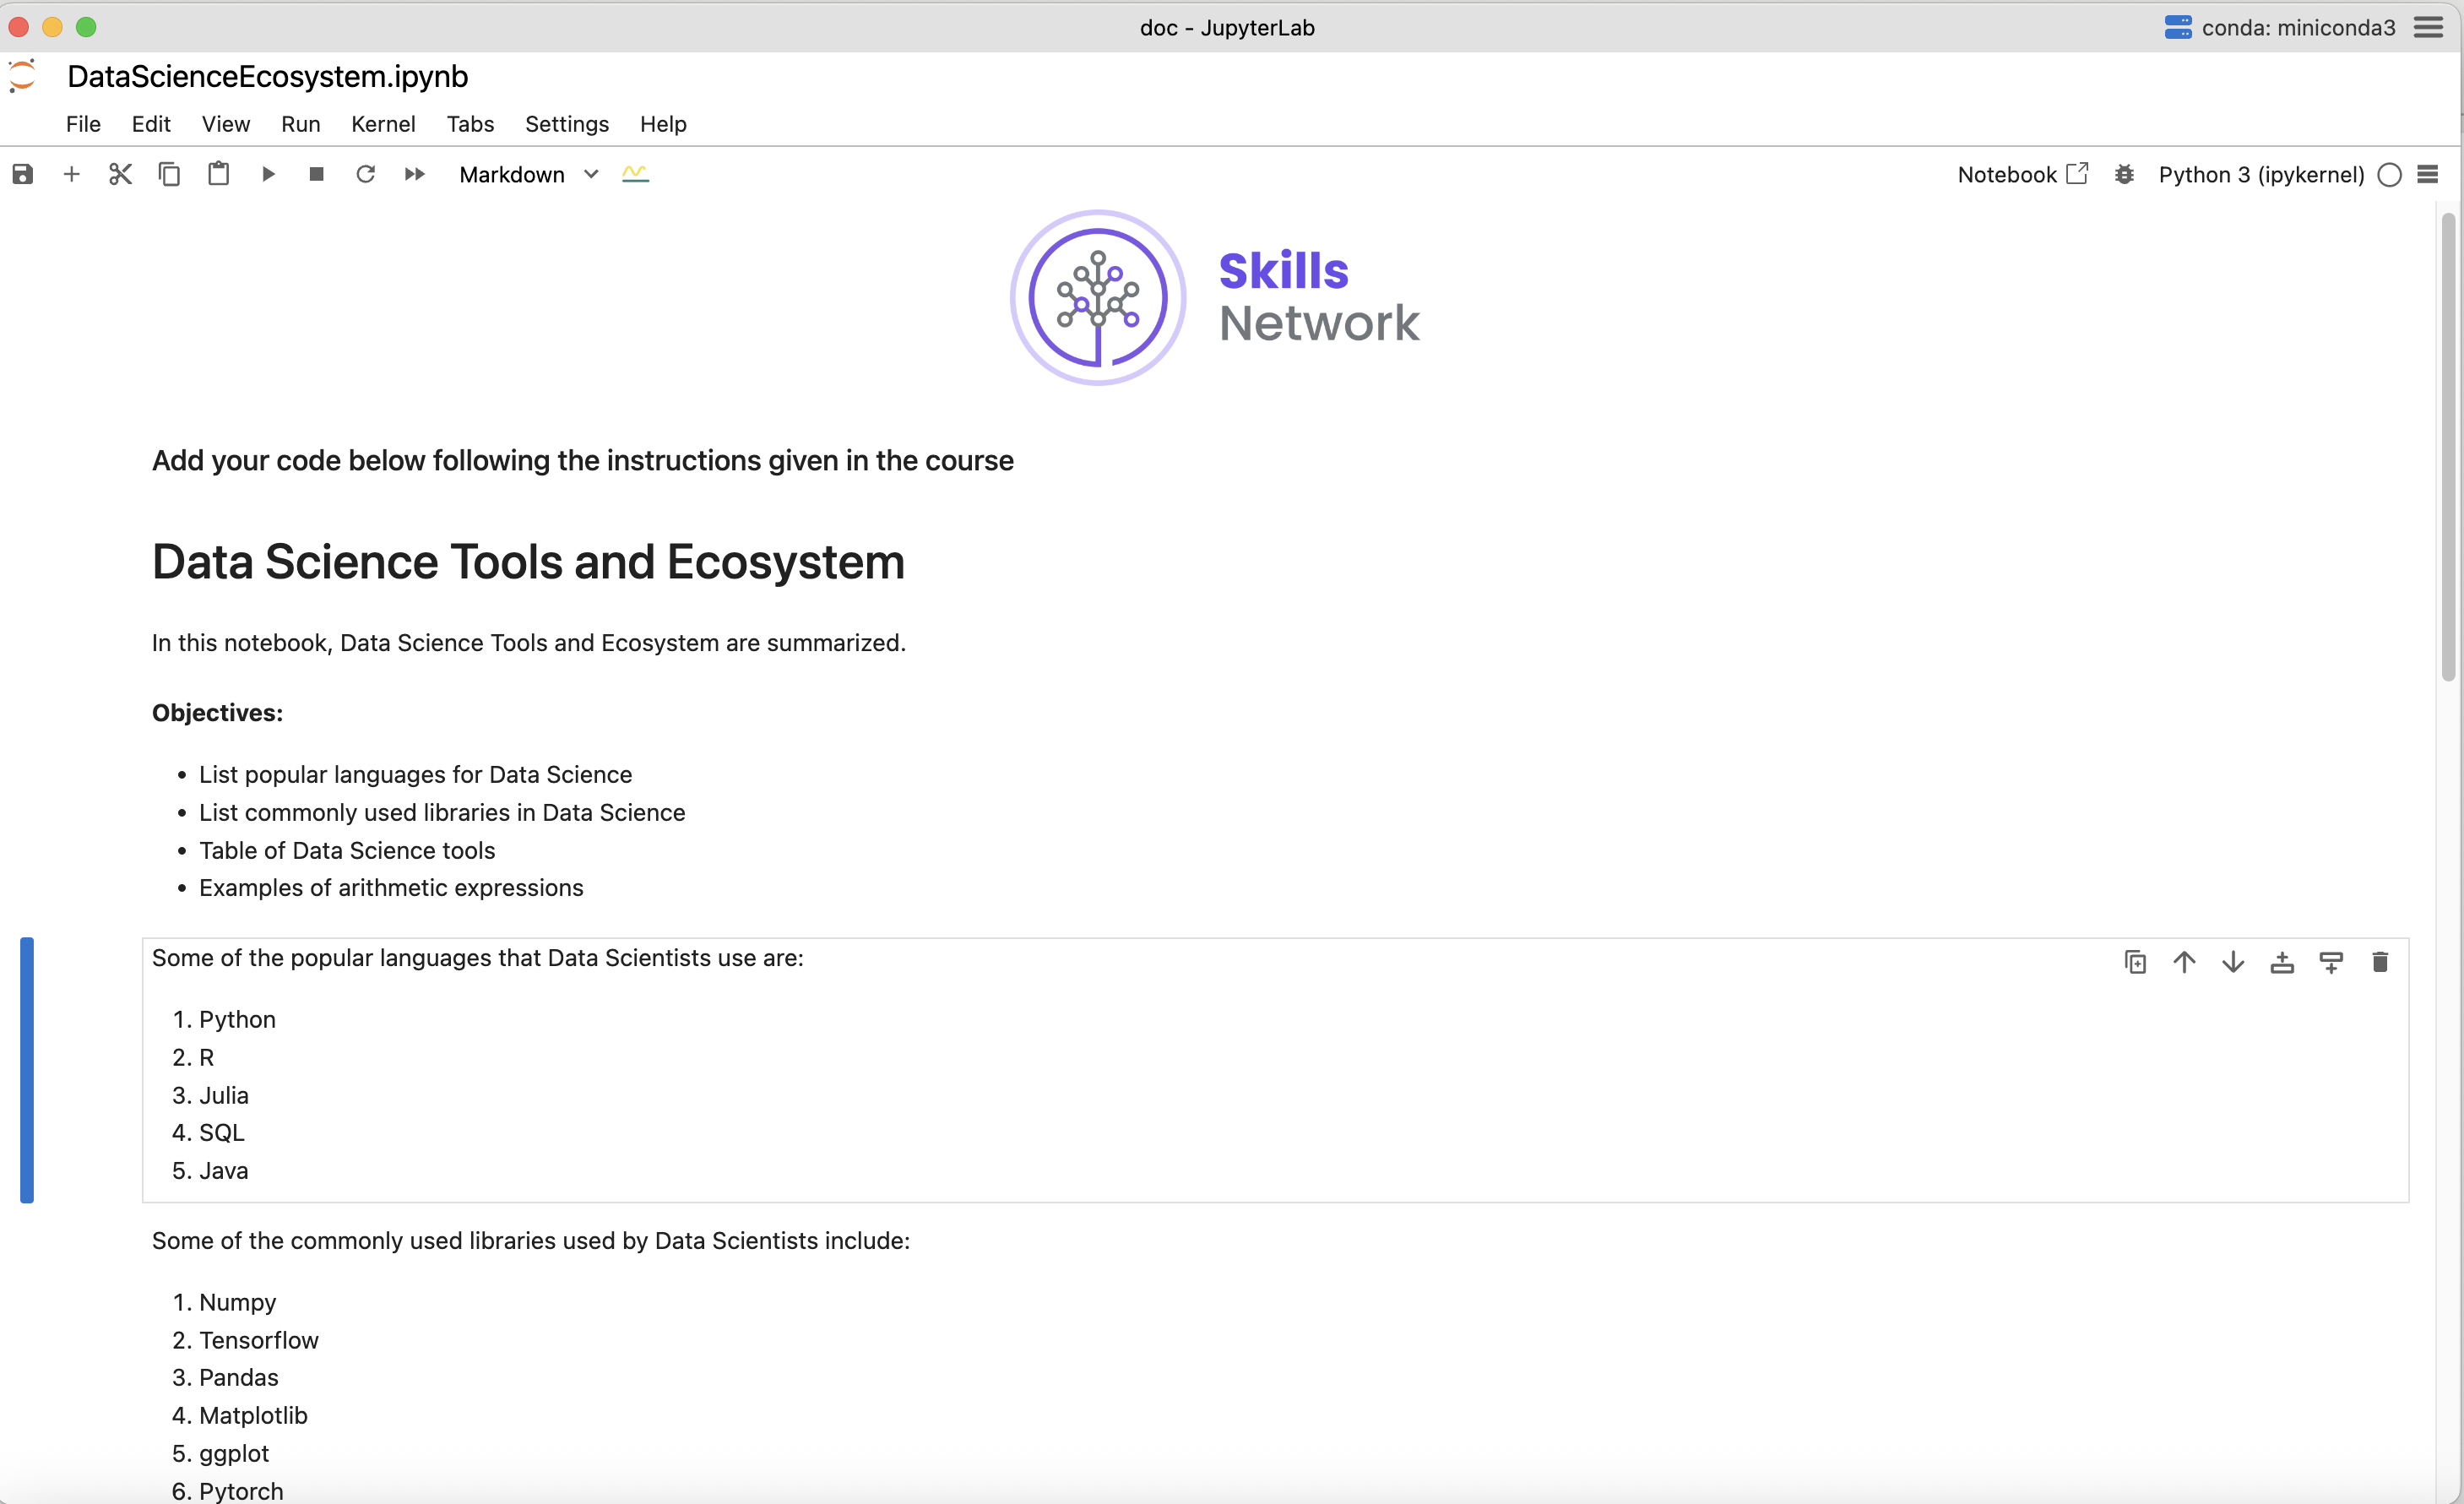 doc - JupyterLab
conda: miniconda3
DataScienceEcosystem.ipynb
File Edit View Run Kernel Tabs Settings Help
Markdown
Notebook
Python 3 (ipykernel)
Skills
Network
Add your code below following the instructions given in the course
Data Science Tools and Ecosystem
In this notebook, Data Science Tools and Ecosystem are summarized.
Objectives:
• List popular languages for Data Science
• List commonly used libraries in Data Science
• Table of Data Science tools
• Examples of arithmetic expressions
Some of the popular languages that Data Scientists use are:
1. Python
2. R
3. Julia
4. SQL
5. Java
Some of the commonly used libraries used by Data Scientists include:
1. Numpy
2. Tensorflow
3. Pandas
4. Matplotlib
5. ggplot
6. Pytorch